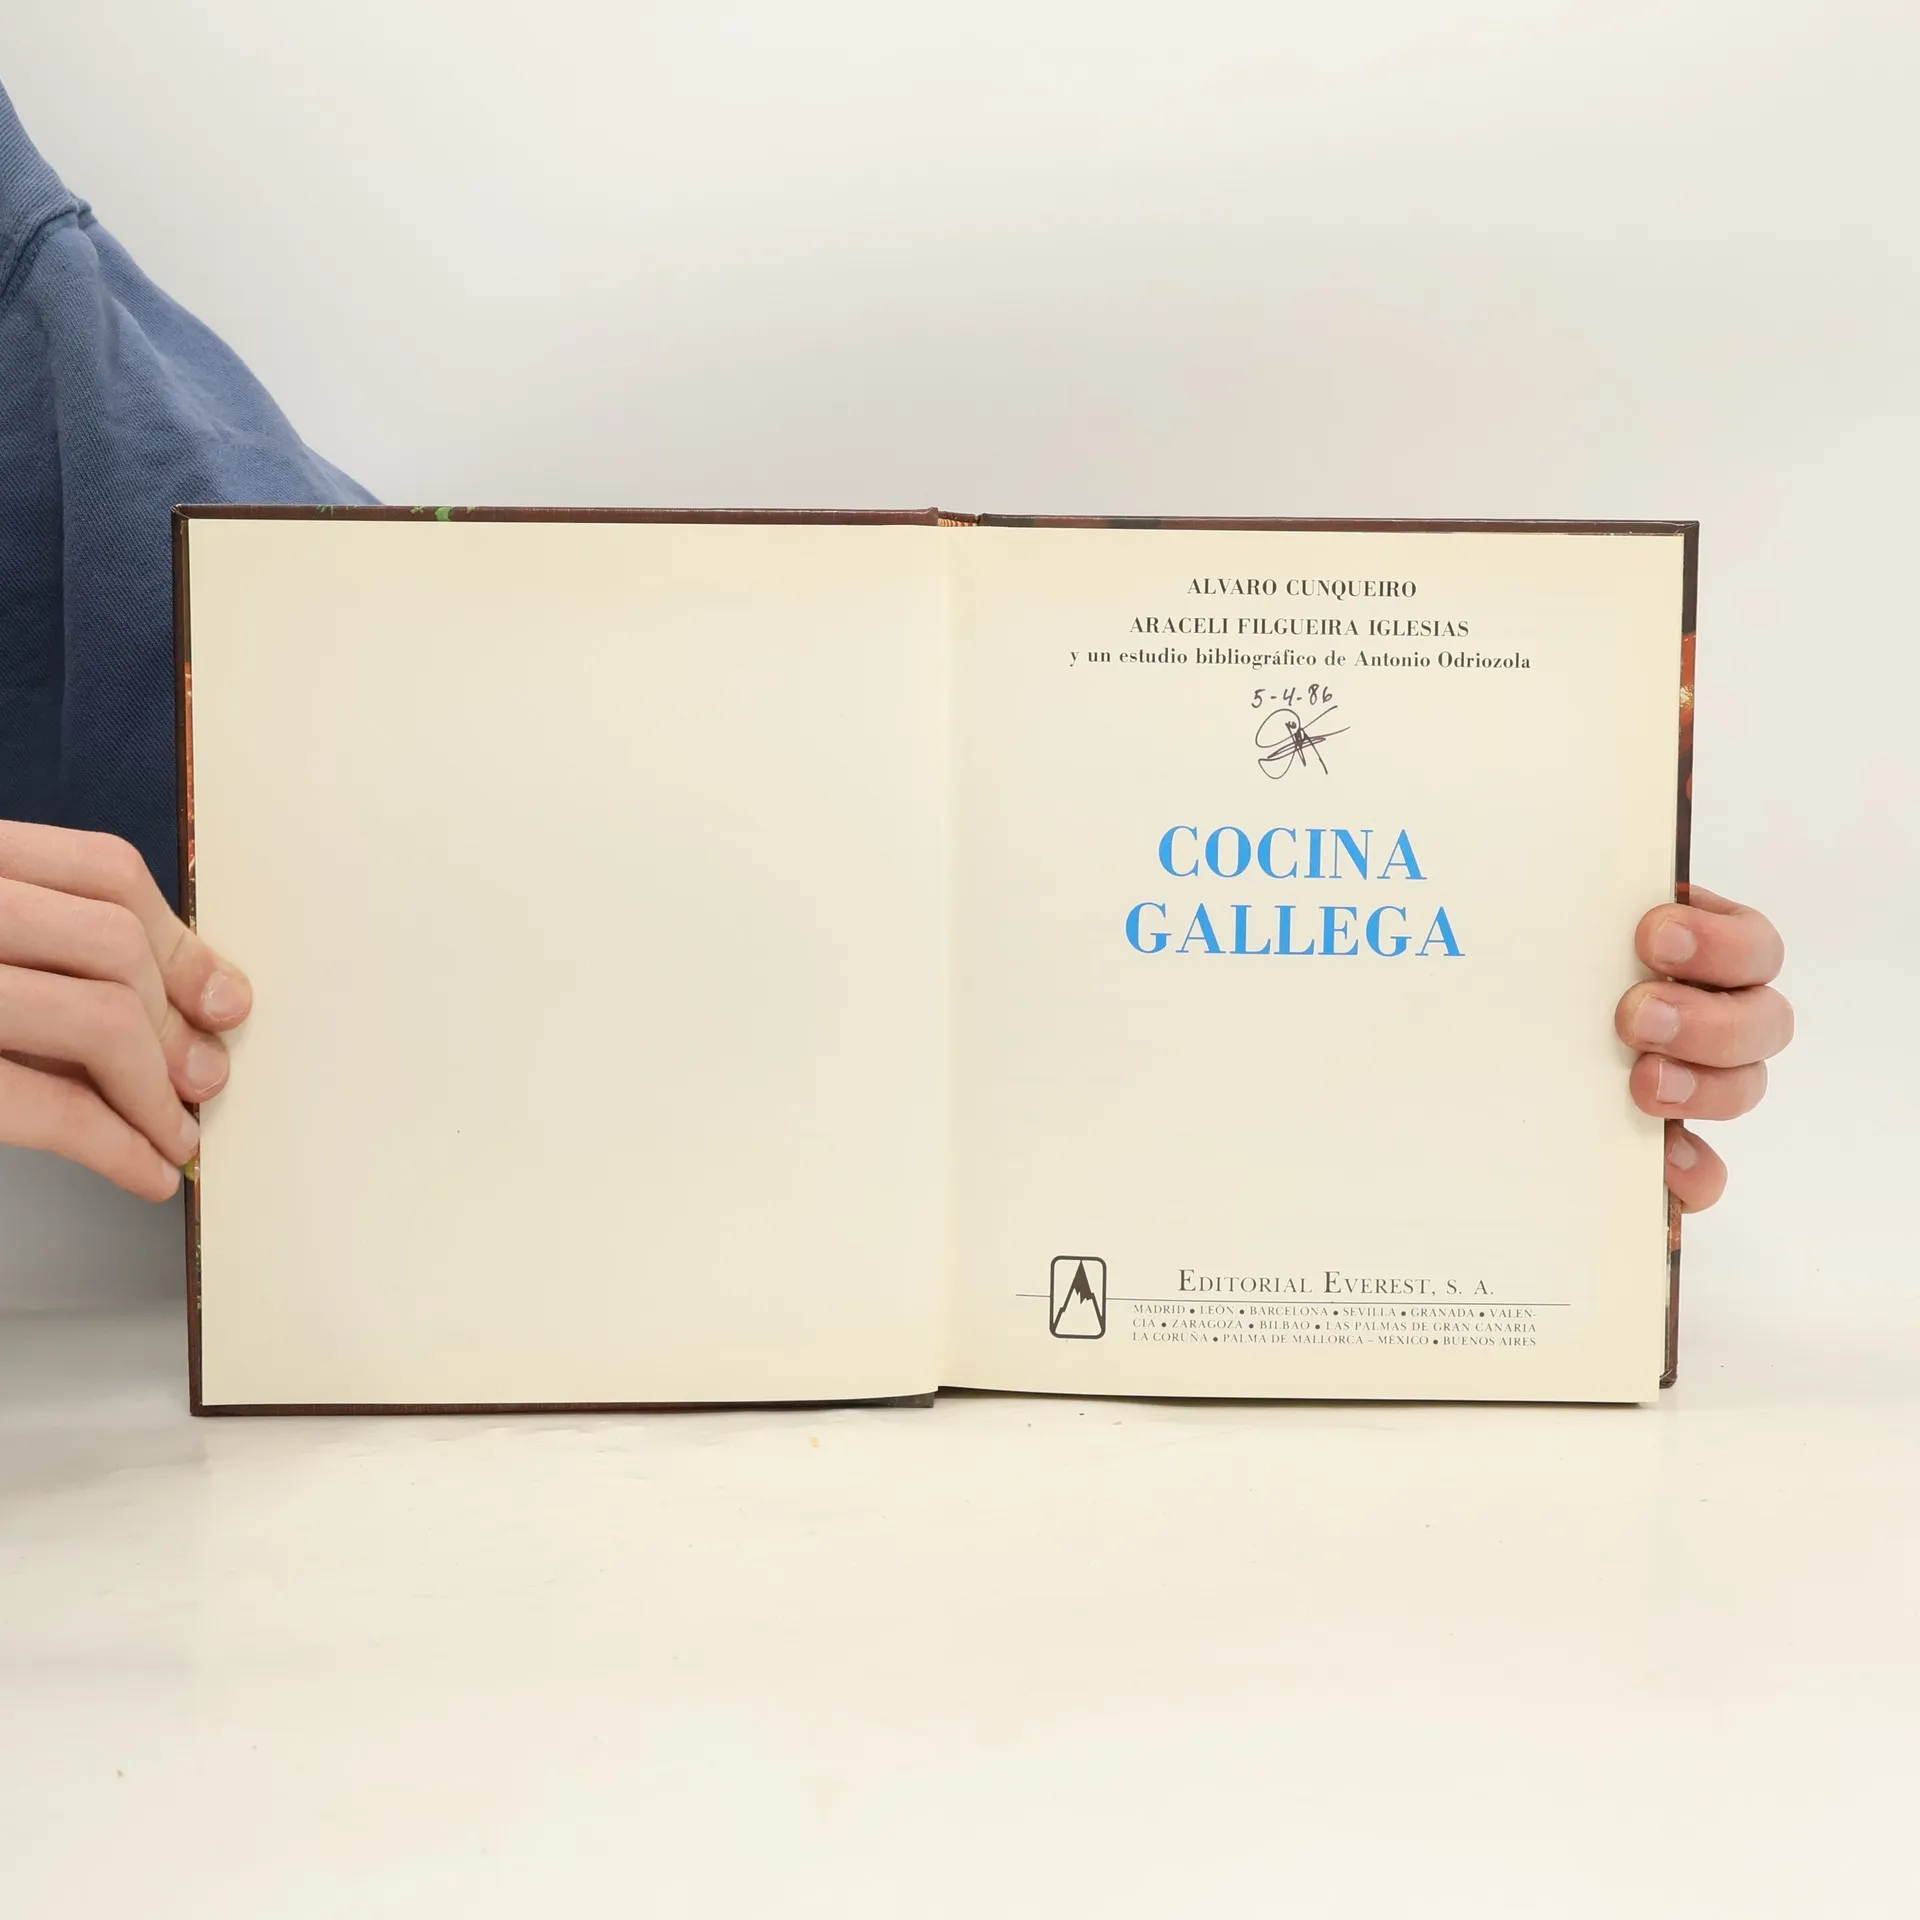 ALVARO CUNQUEIRO
ARACELI FILGUEIRA IGLESIAS
y un estudio bibliográfico de Antonio Odriozola
5-4-86
COCINA
GALLEGA
EDITORIAL EVEREST, S. A.
MADRID • LEÓN • BARCELONA • SEVILLA • GRANADA • VALEN-
CIA • ZARAGOZA • BILBAO • LAS PALMAS DE GRAN CANARIA
LA CORUÑA • PALMA DE MALLORCA – MÉXICO • BUENOS AIRES